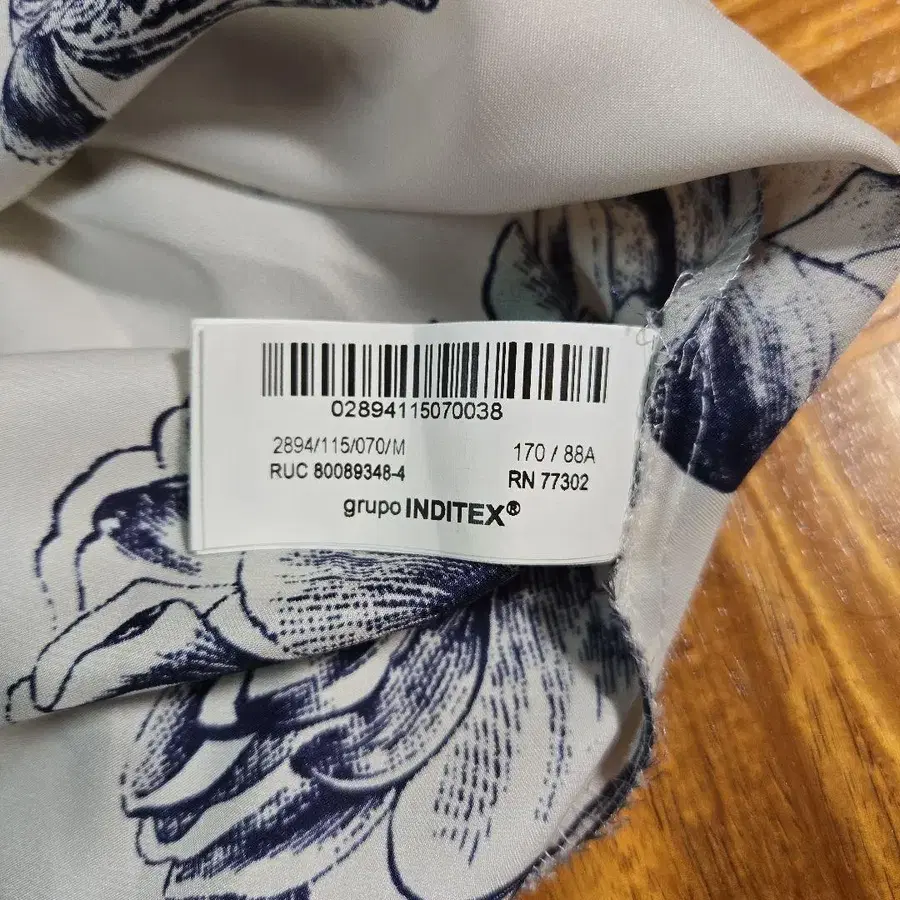 02894115070038
2894/115/070/M 170 / 88A
RUC 80089348-4 RN 77302
grupo INDITEX®